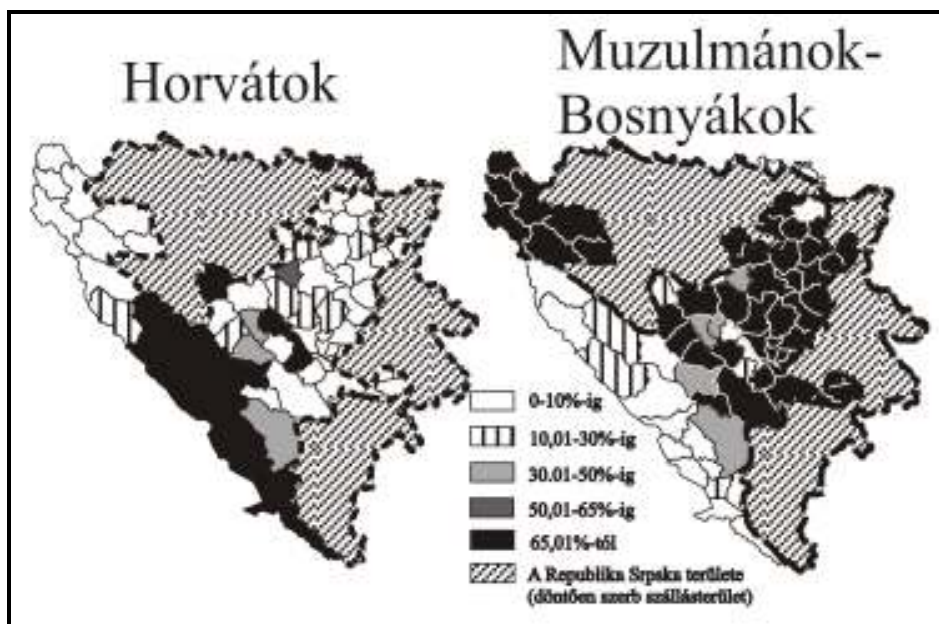 Horvátok
Muzulmánok-
Bosnyákok
0-10%-ig
10,01-30%-ig
30.01-50%-ig
50,01-65%-ig
65,01%-től
A Republika Srpska területe
(döntően szerb szállásterület)